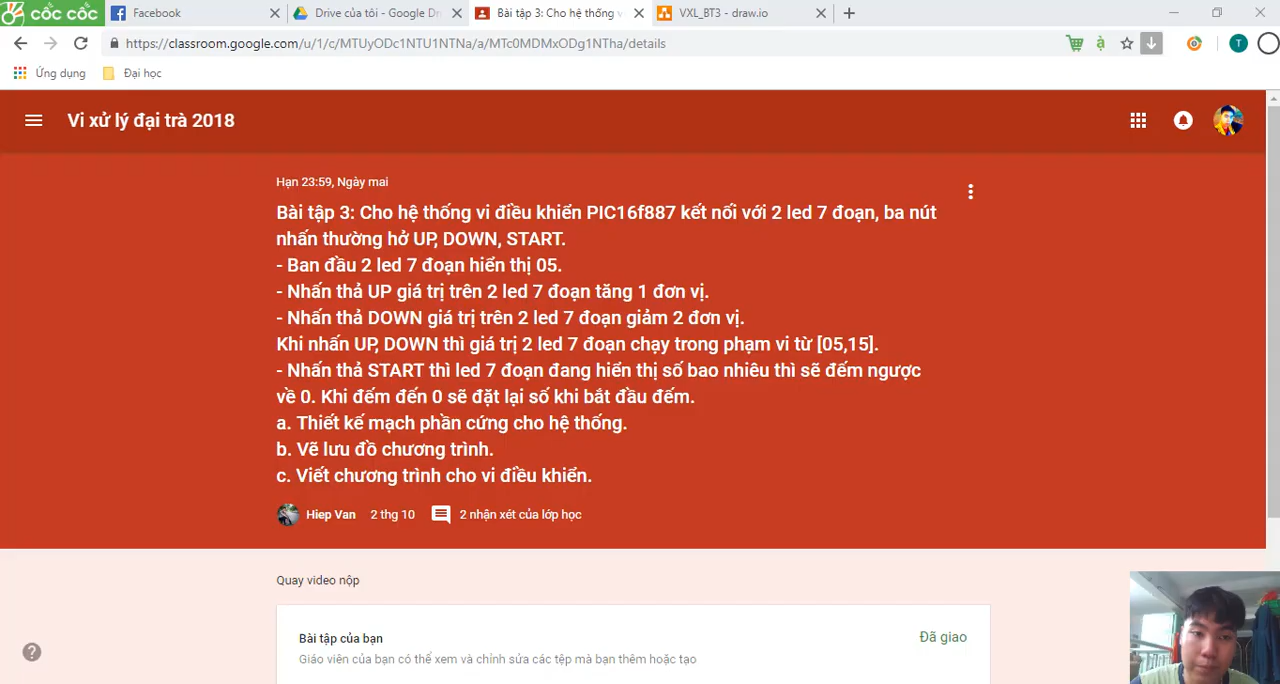 cốc cốc
Facebook
Drive của tôi - Google Dr
Bài tập 3: Cho hệ thống v
VXL_BT3 - draw.io
https://classroom.google.com/u/1/c/MTUyODc1NTU1NTNa/a/MTc0MDMxODg1NTha/details
à
T
Ứng dụng
Đại học
Vi xử lý đại trà 2018
Hạn 23:59, Ngày mai
Bài tập 3: Cho hệ thống vi điều khiển PIC16f887 kết nối với 2 led 7 đoạn, ba nút
nhấn thường hở UP, DOWN, START.
- Ban đầu 2 led 7 đoạn hiển thị 05.
- Nhấn thả UP giá trị trên 2 led 7 đoạn tăng 1 đơn vị.
- Nhấn thả DOWN giá trị trên 2 led 7 đoạn giảm 2 đơn vị.
Khi nhấn UP, DOWN thì giá trị 2 led 7 đoạn chạy trong phạm vi từ [05,15].
- Nhấn thả START thì led 7 đoạn đang hiển thị số bao nhiêu thì sẽ đếm ngược
về 0. Khi đếm đến 0 sẽ đặt lại số khi bắt đầu đếm.
a. Thiết kế mạch phần cứng cho hệ thống.
b. Vẽ lưu đồ chương trình.
c. Viết chương trình cho vi điều khiển.
Hiep Van
2 thg 10
2 nhận xét của lớp học
Quay video nộp
Bài tập của bạn
Đã giao
Giáo viên của bạn có thể xem và chỉnh sửa các tệp mà bạn thêm hoặc tạo